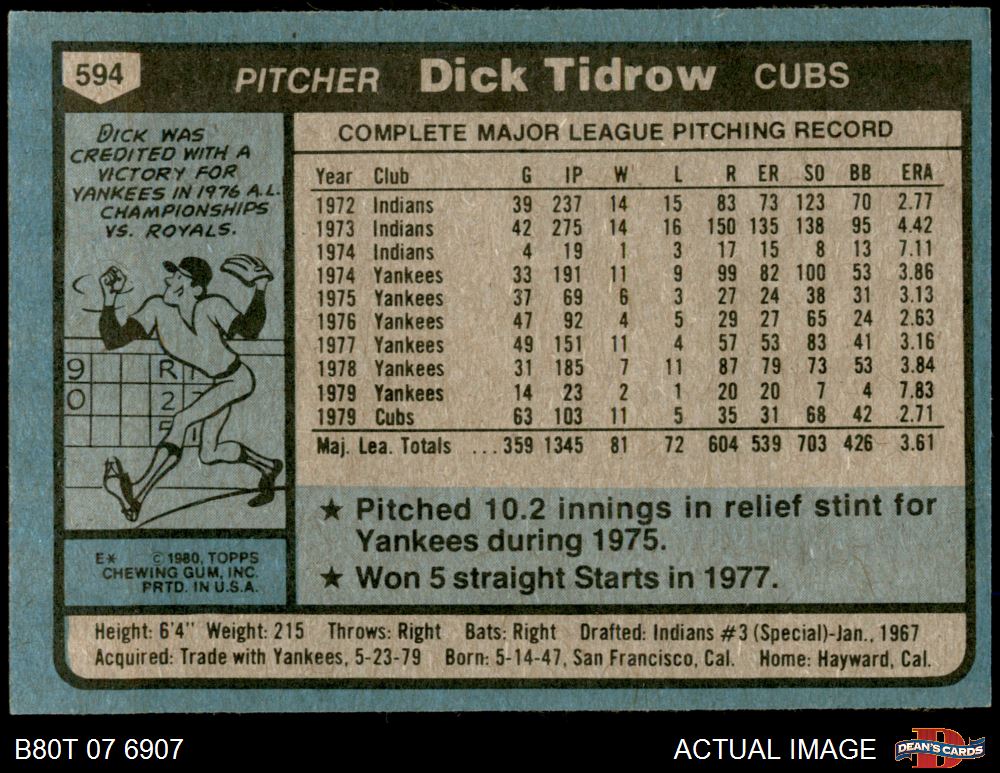 594
PITCHER Dick Tidrow CUBS
DICK WAS
CREDITED WITH A
VICTORY FOR
YANKEES IN 1976 A.L.
CHAMPIONSHIPS
VS. ROYALS.
9 R
0 2
E* © 1980, TOPPS
CHEWING GUM, INC.
PRTD. IN U.S.A.
COMPLETE MAJOR LEAGUE PITCHING RECORD
Year Club G IP W L R ER SO BB ERA
1972 Indians 39 237 14 15 83 73 123 70 2.77
1973 Indians 42 275 14 16 150 135 138 95 4.42
1974 Indians 4 19 1 3 17 15 8 13 7.11
1974 Yankees 33 191 11 9 99 82 100 53 3.86
1975 Yankees 37 69 6 3 27 24 38 31 3.13
1976 Yankees 47 92 4 5 29 27 65 24 2.63
1977 Yankees 49 151 11 4 57 53 83 41 3.16
1978 Yankees 31 185 7 11 87 79 73 53 3.84
1979 Yankees 14 23 2 1 20 20 7 4 7.83
1979 Cubs 63 103 11 5 35 31 68 42 2.71
Maj. Lea. Totals ...359 1345 81 72 604 539 703 426 3.61
★ Pitched 10.2 innings in relief stint for
Yankees during 1975.
★ Won 5 straight Starts in 1977.
Height: 6'4" Weight: 215 Throws: Right Bats: Right Drafted: Indians #3 (Special)-Jan., 1967
Acquired: Trade with Yankees, 5-23-79 Born: 5-14-47, San Francisco, Cal. Home: Hayward, Cal.
B80T 07 6907 ACTUAL IMAGE
DEAN'S CARDS